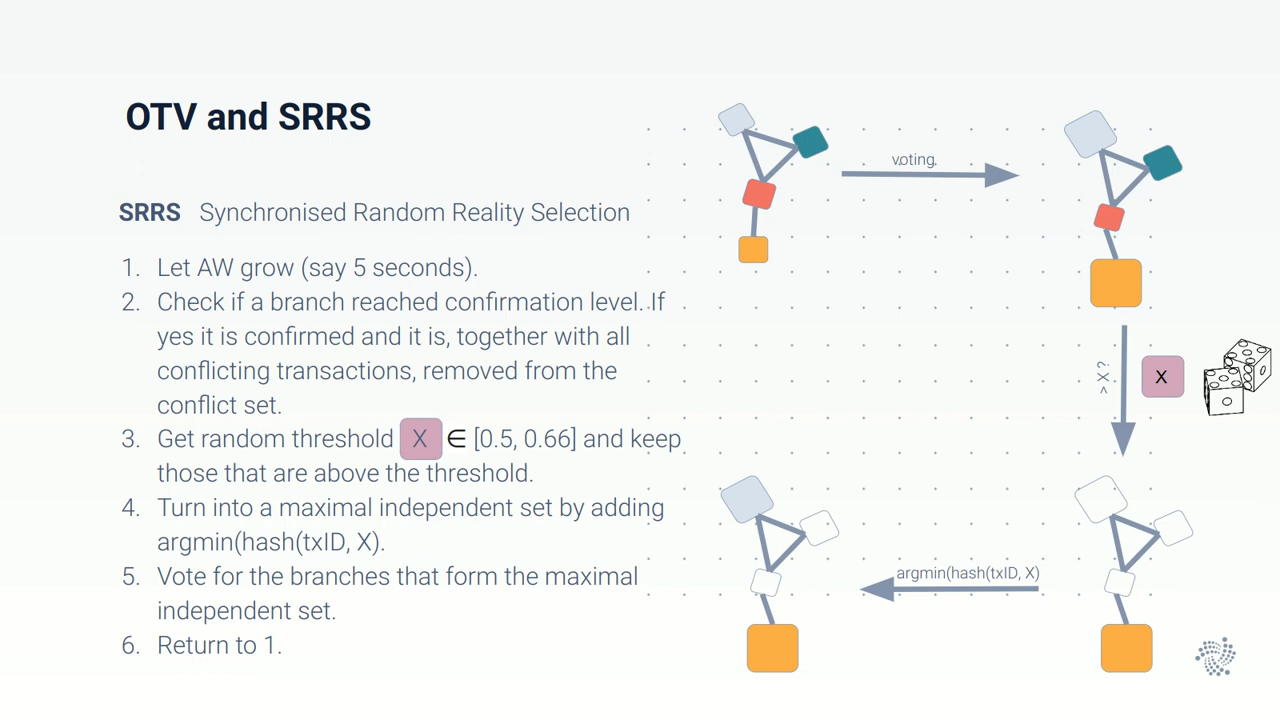 OTV and SRRS
SRRS Synchronised Random Reality Selection
1. Let AW grow (say 5 seconds).
2. Check if a branch reached confirmation level. If
yes it is confirmed and it is, together with all
conflicting transactions, removed from the
conflict set.
3. Get random threshold X ∈ [0.5, 0.66] and keep
those that are above the threshold.
4. Turn into a maximal independent set by adding
argmin(hash(txID, X).
5. Vote for the branches that form the maximal
independent set.
6. Return to 1.
voting.
> X ?
X
argmin(hash(txID, X)